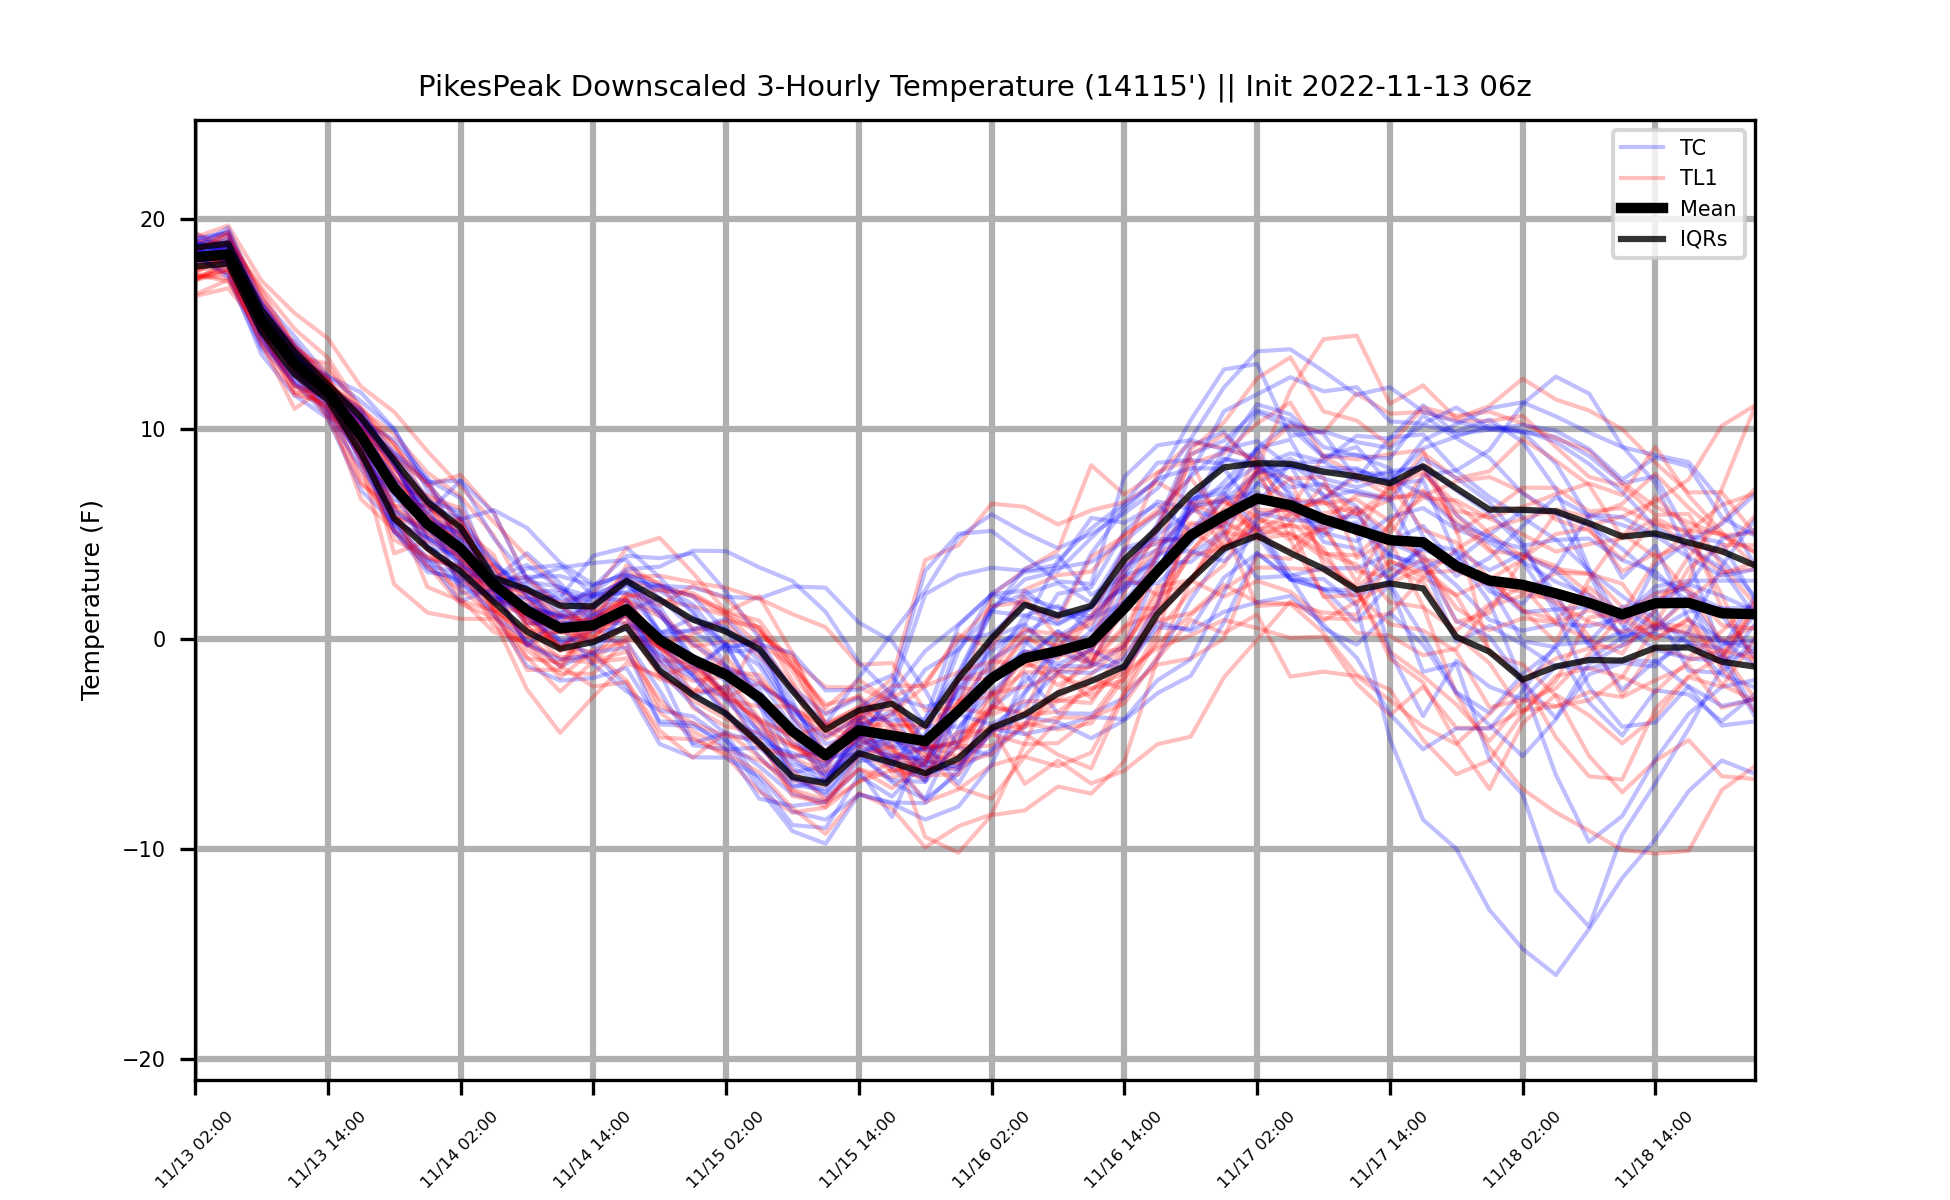 PikesPeak Downscaled 3-Hourly Temperature (14115') || Init 2022-11-13 06z
TC
TL1
Mean
IQRs
Temperature (F)
20
10
0
−10
−20
11/13 02:00
11/13 14:00
11/14 02:00
11/14 14:00
11/15 02:00
11/15 14:00
11/16 02:00
11/16 14:00
11/17 02:00
11/17 14:00
11/18 02:00
11/18 14:00